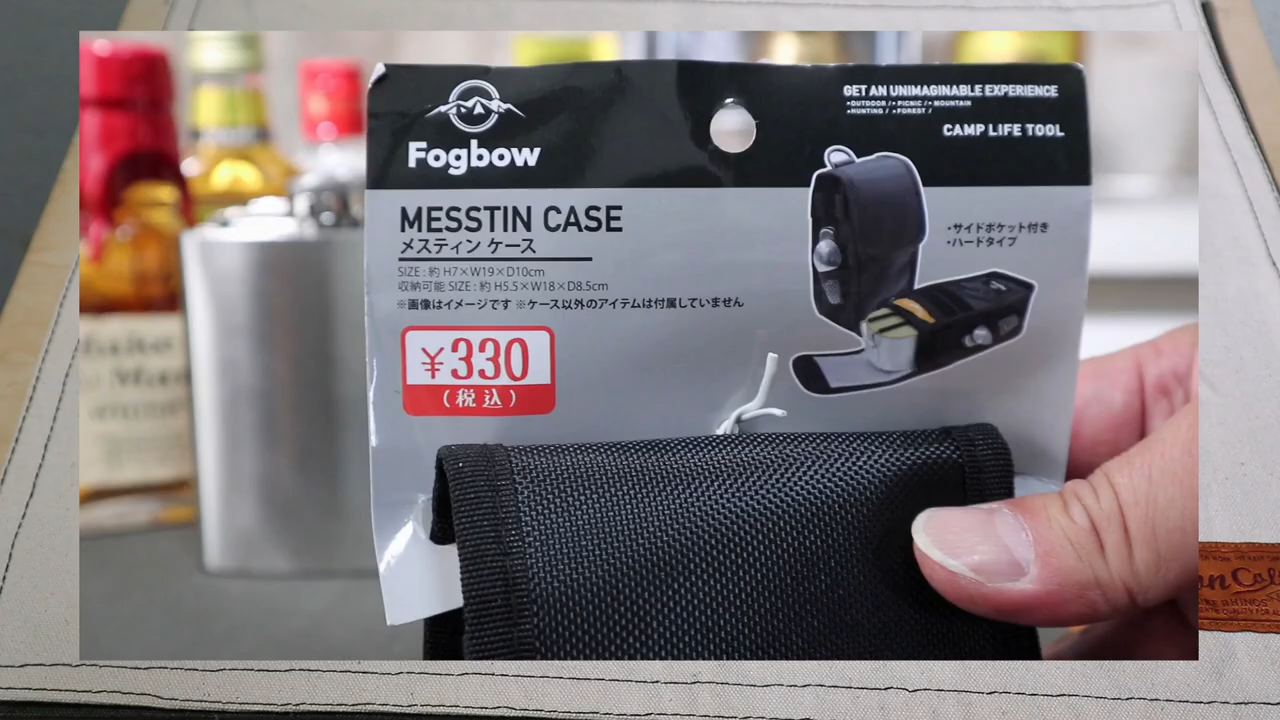 Fogbow
GET AN UNIMAGINABLE EXPERIENCE
▸OUTDOOR / ▸PICNIC / ▸MOUNTAIN
▸HUNTING / ▸FOREST /
CAMP LIFE TOOL
MESSTIN CASE
メスティン ケース
SIZE : 約 H7×W19×D10cm
収納可能 SIZE : 約 H5.5×W18×D8.5cm
※画像はイメージです ※ケース以外のアイテムは付属していません
・サイドポケット付き
・ハードタイプ
¥330
(税込)
Make
RHINOS